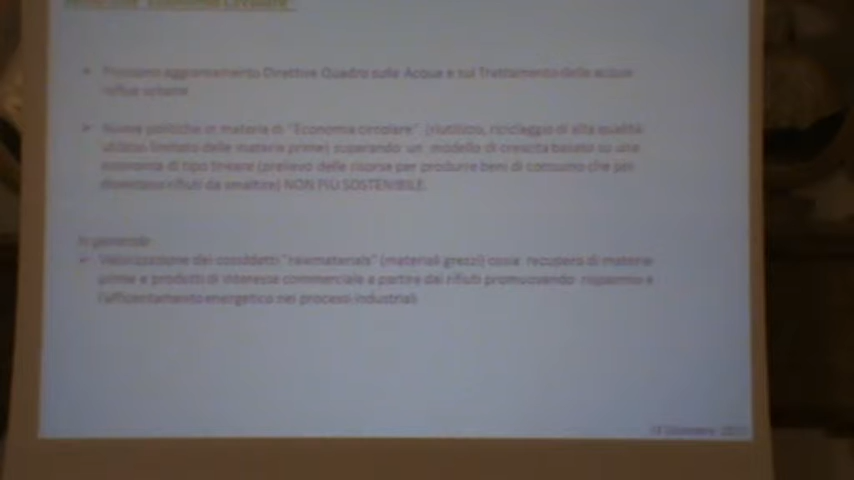 "Economia Circolare"
Prossimo aggiornamento Direttiva Quadro sulle Acque e sul Trattamento delle acque
reflue urbane
Nuove politiche in materia di "Economia circolare" (riutilizzo, riciclaggio di alta qualità
utilizzo limitato delle materie prime) superando un modello di crescita basato su una
economia di tipo lineare (prelievo delle risorse per produrre beni di consumo che poi
diventano rifiuti da smaltire) NON PIU SOSTENIBILE.
In generale:
Valorizzazione dei cosiddetti "rawmaterials" (materiali grezzi) ossia recupero di materie
prime e prodotti di interesse commerciale a partire dai rifiuti promuovendo risparmio e
l'efficientamento energetico nei processi industriali